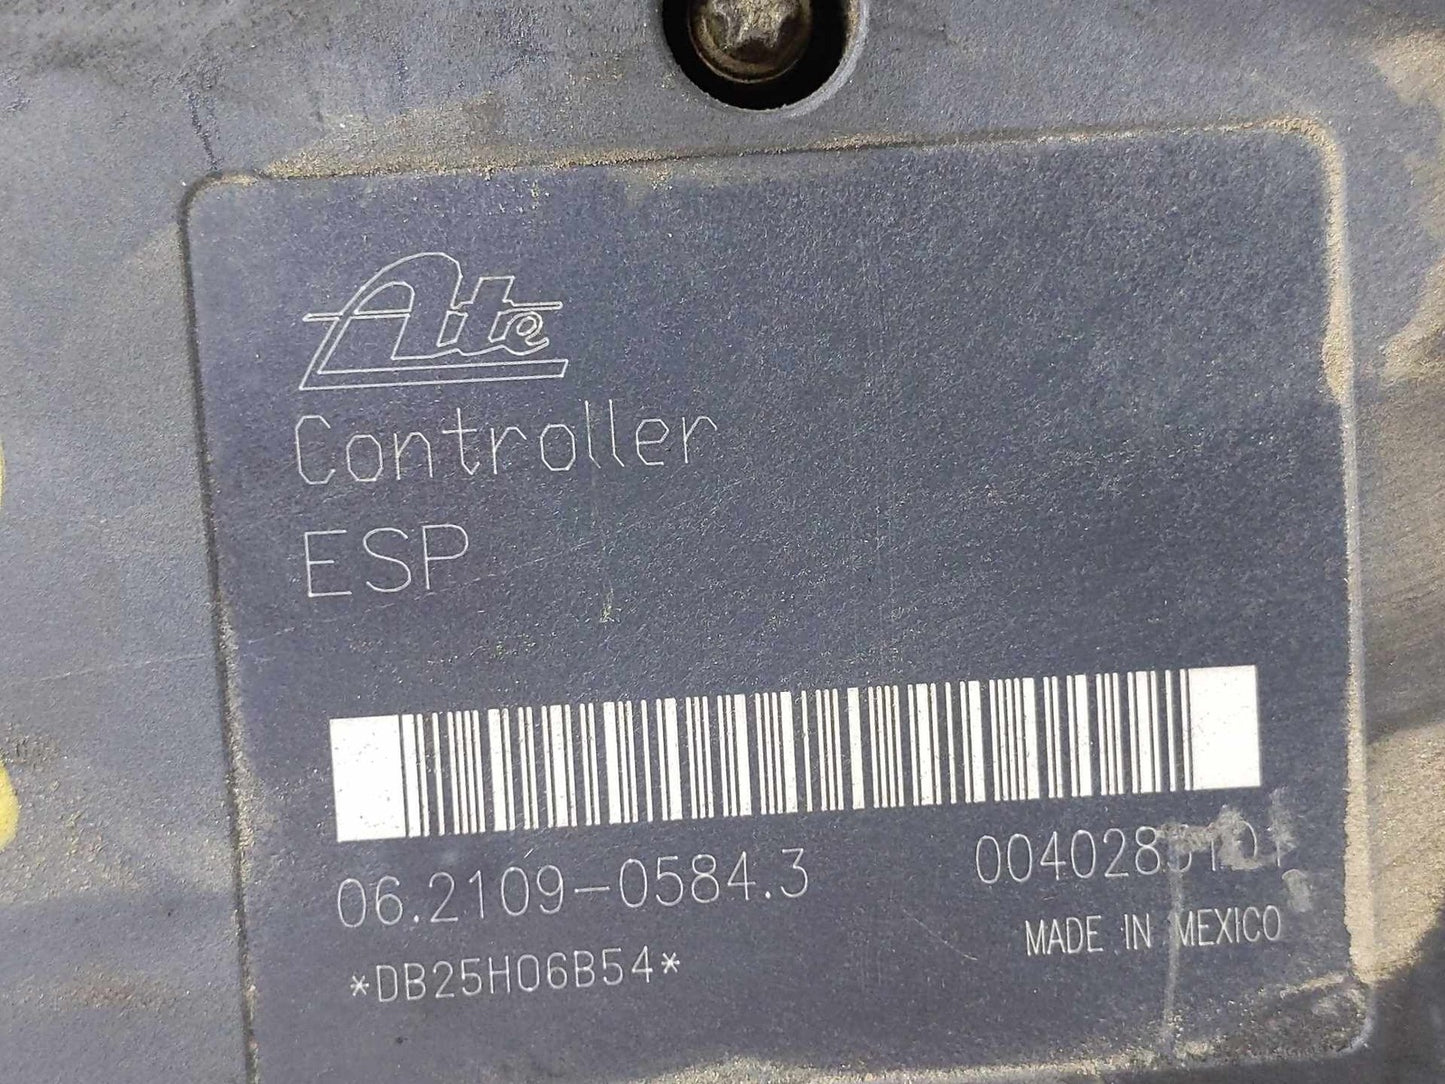 Ate
Controller
ESP
06.2109-0584.3
MADE IN MEXICO
*DB25H06B54*